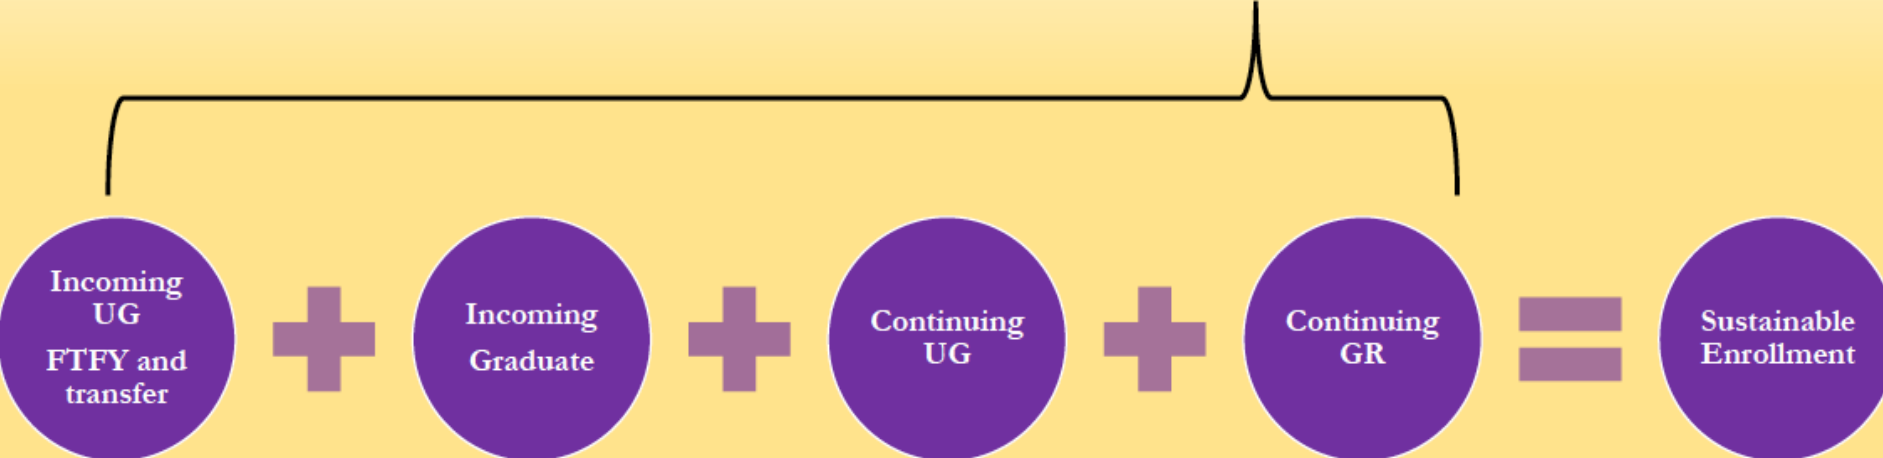 Incoming
UG
FTFY and
transfer
Incoming
Graduate
Continuing
UG
Continuing
GR
Sustainable
Enrollment